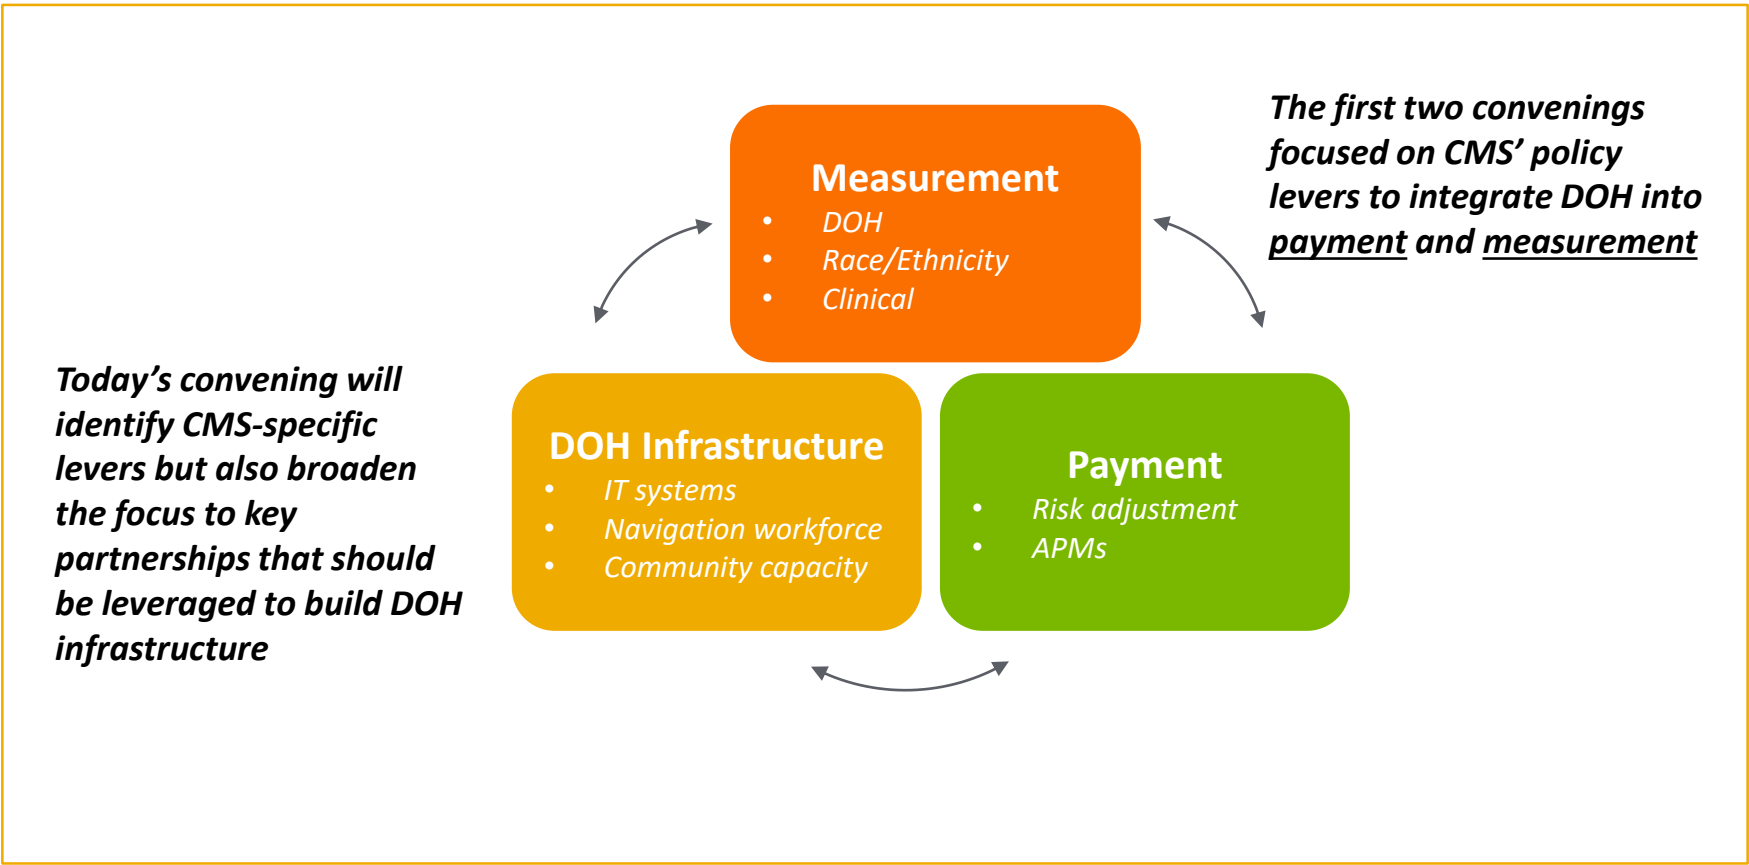 Measurement
• DOH
• Race/Ethnicity
• Clinical
The first two convenings
focused on CMS’ policy
levers to integrate DOH into
payment and measurement
Today’s convening will
identify CMS-specific
levers but also broaden
the focus to key
partnerships that should
be leveraged to build DOH
infrastructure
DOH Infrastructure
• IT systems
• Navigation workforce
• Community capacity
Payment
• Risk adjustment
• APMs